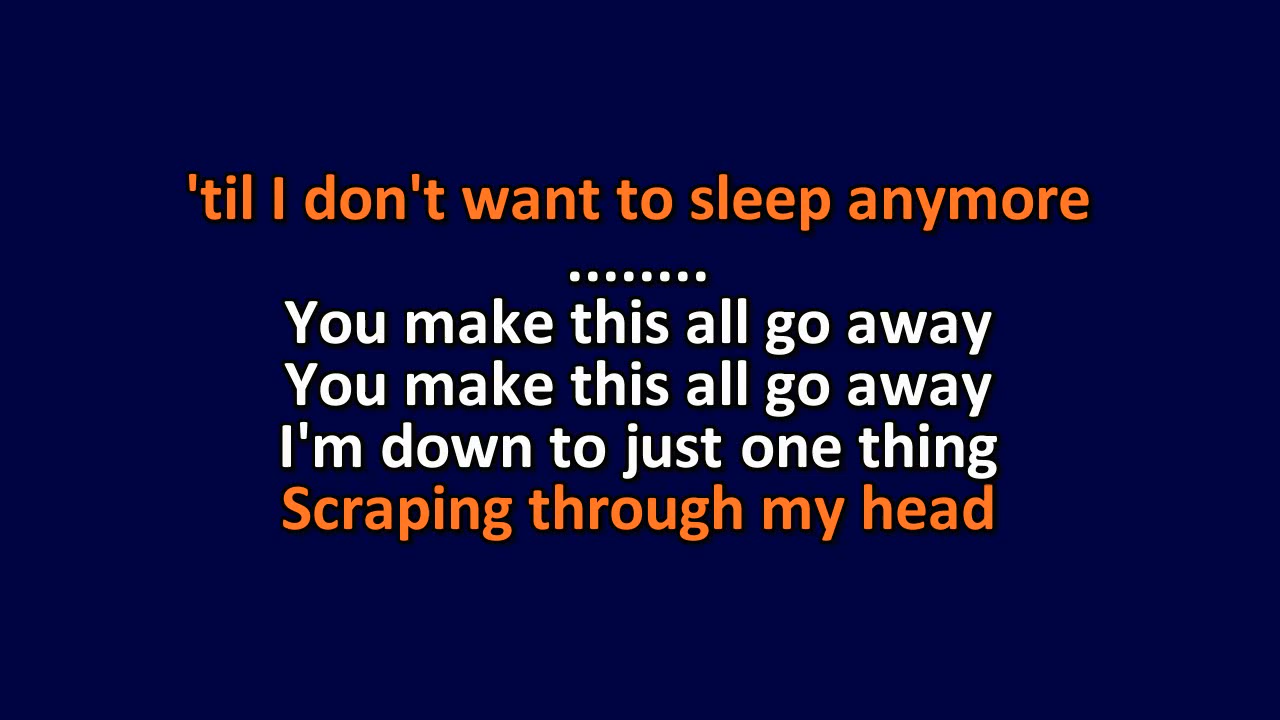 'til I don't want to sleep anymore
........
You make this all go away
You make this all go away
I'm down to just one thing
Scraping through my head